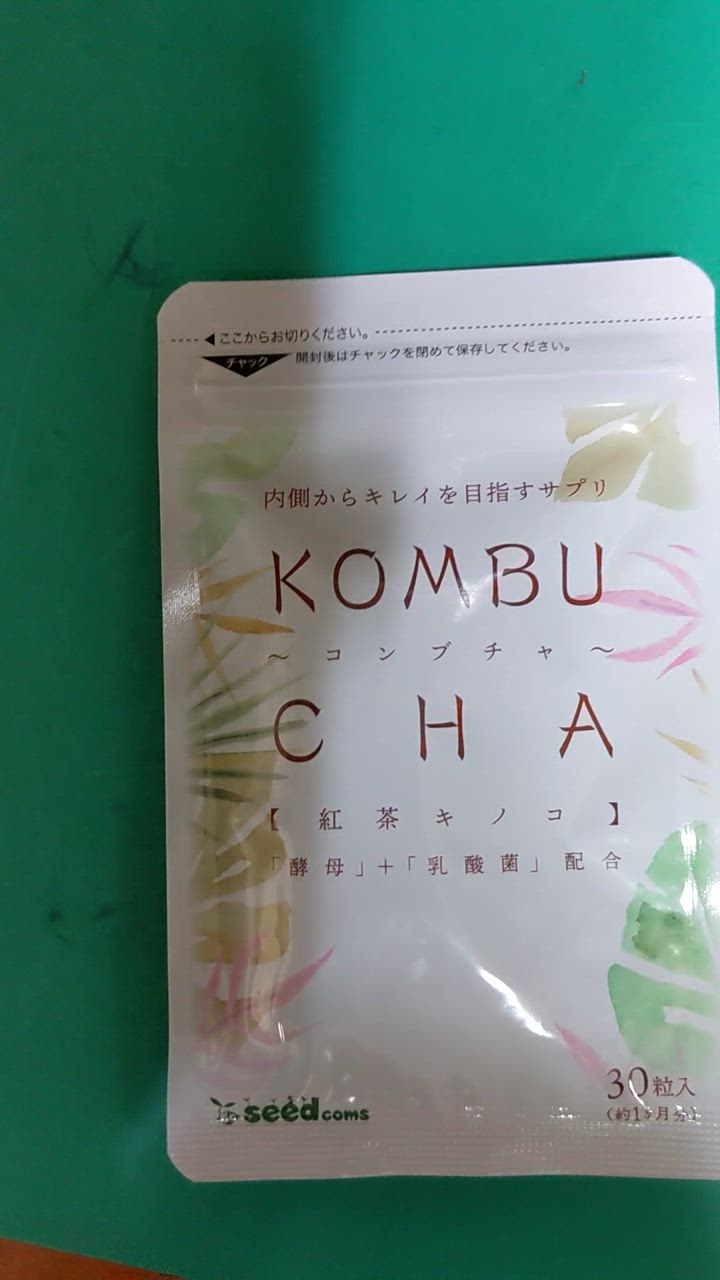 ここからお切りください。
チャック 開封後はチャックを閉めて保存してください。
内側からキレイを目指すサプリ
KOMBU
～コンブチャ～
CHA
【紅茶キノコ】
「酵母」+「乳酸菌」配合
30粒入
(約1ヶ月分)
seed coms